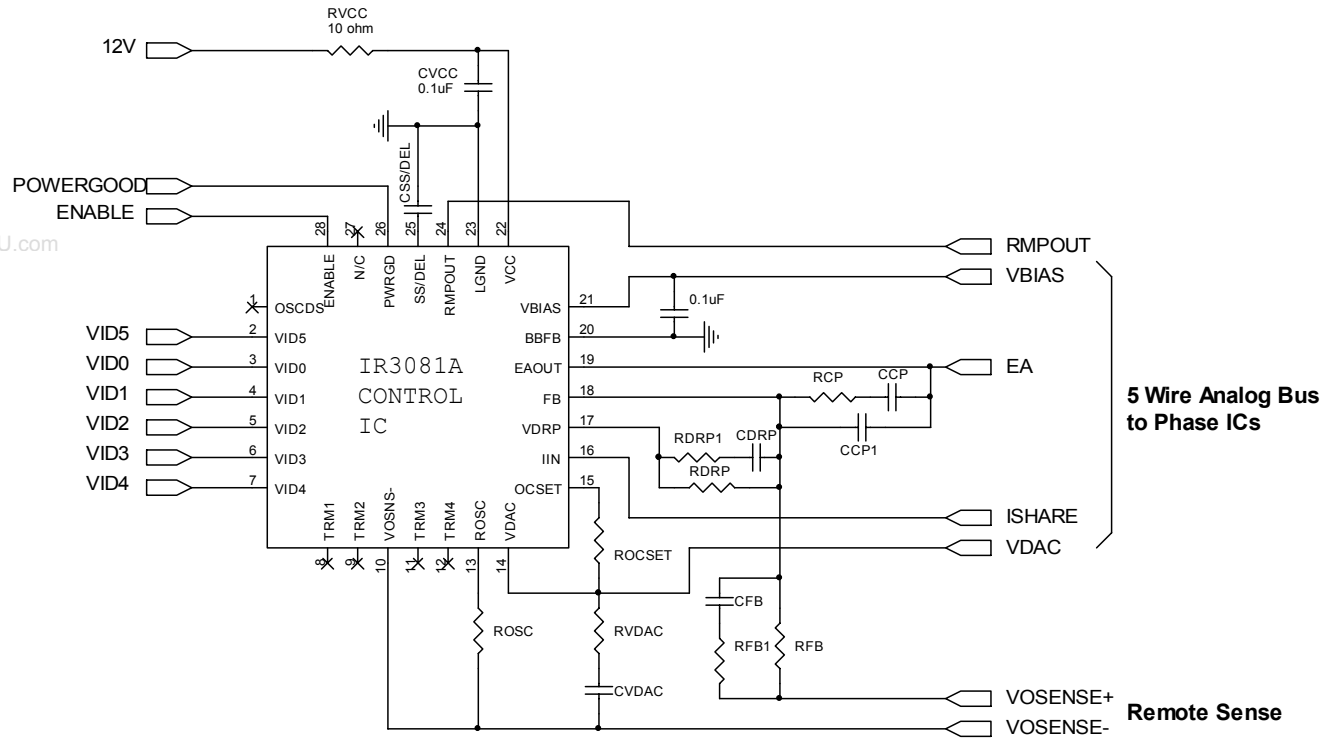 RVCC
10 ohm
12V
CVCC
0.1uF
CSS/DEL
POWERGOOD
ENABLE
U.com
28
27
26
25
24
23
22
ENABLE
N/C
PWRGD
SS/DEL
RMPOUT
LGND
VCC
RMPOUT
VBIAS
1
OSCDS
VBIAS
21
0.1uF
VID5
2
VID5
BBFB
20
VID0
3
VID0
IR3081A
EAOUT
19
EA
VID1
4
VID1
CONTROL
FB
18
RCP
CCP
5 Wire Analog Bus
to Phase ICs
VID2
5
VID2
IC
VDRP
17
RDRP1
CDRP
CCP1
VID3
6
VID3
IIN
16
RDRP
VID4
7
VID4
OCSET
15
TRM1
TRM2
VOSNS-
TRM3
TRM4
ROSC
VDAC
8
9
10
11
12
13
14
ISHARE
ROCSET
VDAC
CFB
ROSC
RVDAC
RFB1
RFB
CVDAC
VOSENSE+
VOSENSE-
Remote Sense